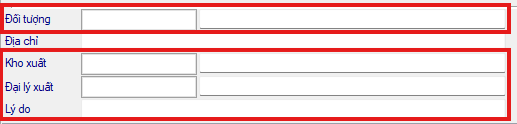 Đối tượng
Địa chỉ
Kho xuất
Đại lý xuất
Lý do